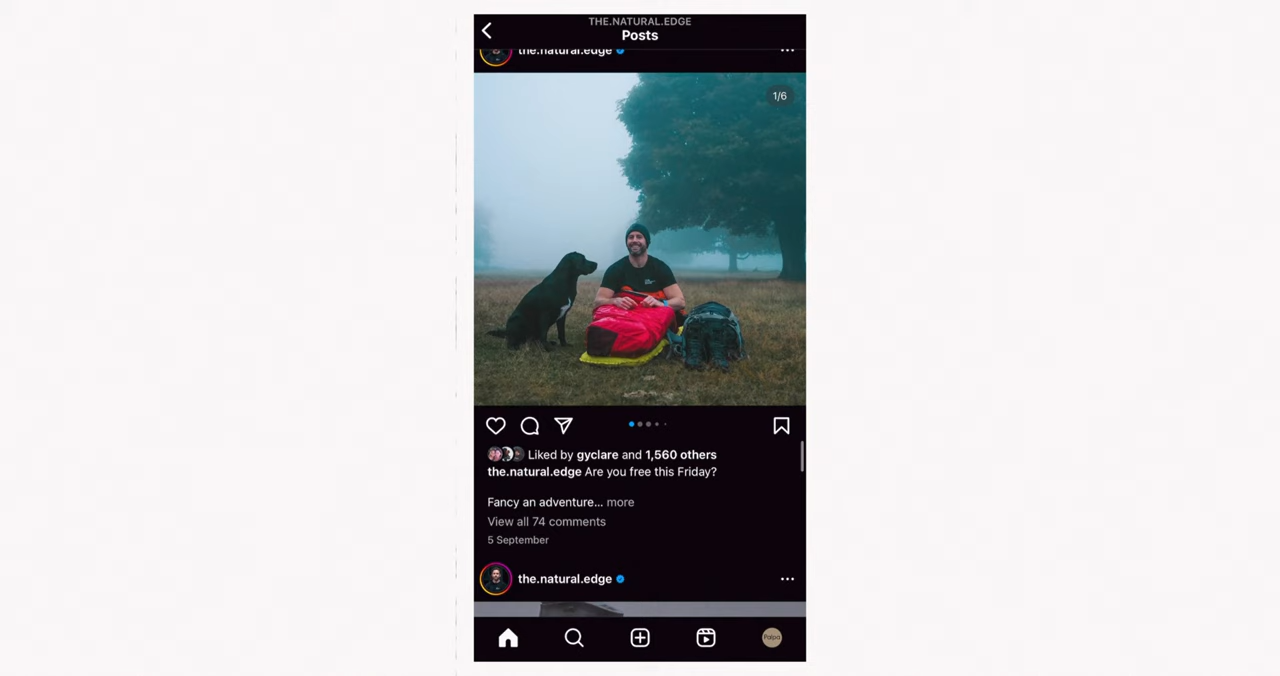 THE.NATURAL.EDGE
Posts
the.natural.edge
1/6
Liked by gyclare and 1,560 others
the.natural.edge Are you free this Friday?
Fancy an adventure... more
View all 74 comments
5 September
the.natural.edge
Palpa